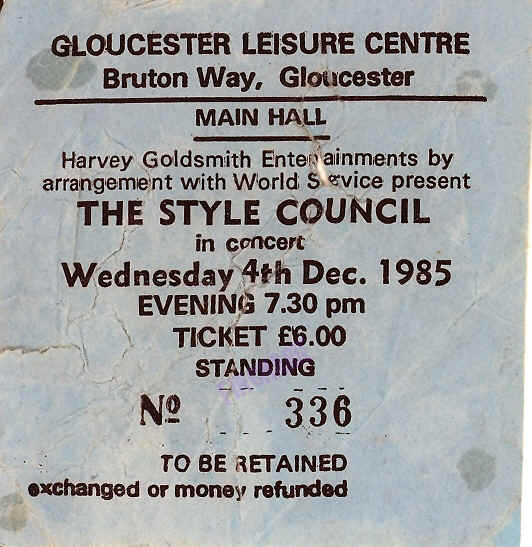 GLOUCESTER LEISURE CENTRE
Bruton Way, Gloucester
MAIN HALL
Harvey Goldsmith Entertainments by
arrangement with World Service present
THE STYLE COUNCIL
in concert
Wednesday 4th Dec. 1985
EVENING 7.30 pm
TICKET £6.00
STANDING
Nº 336
TO BE RETAINED
exchanged or money refunded